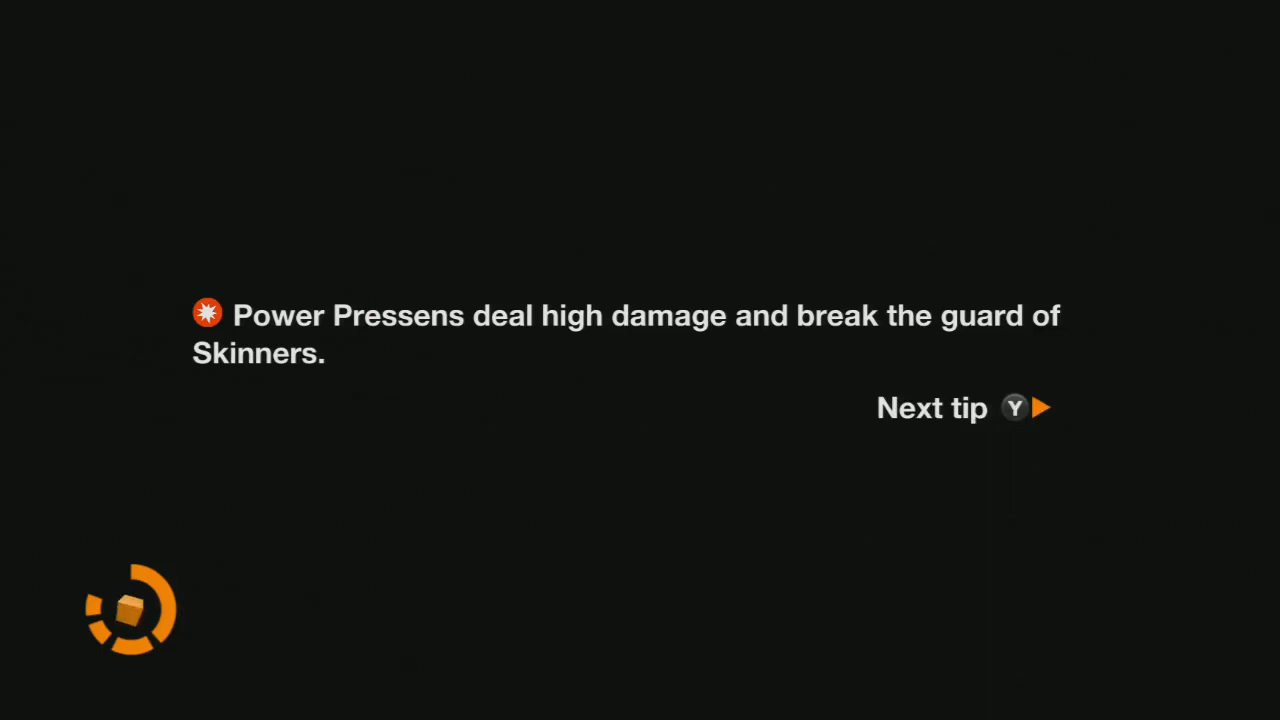 Power Pressens deal high damage and break the guard of
Skinners.
Next tip Y